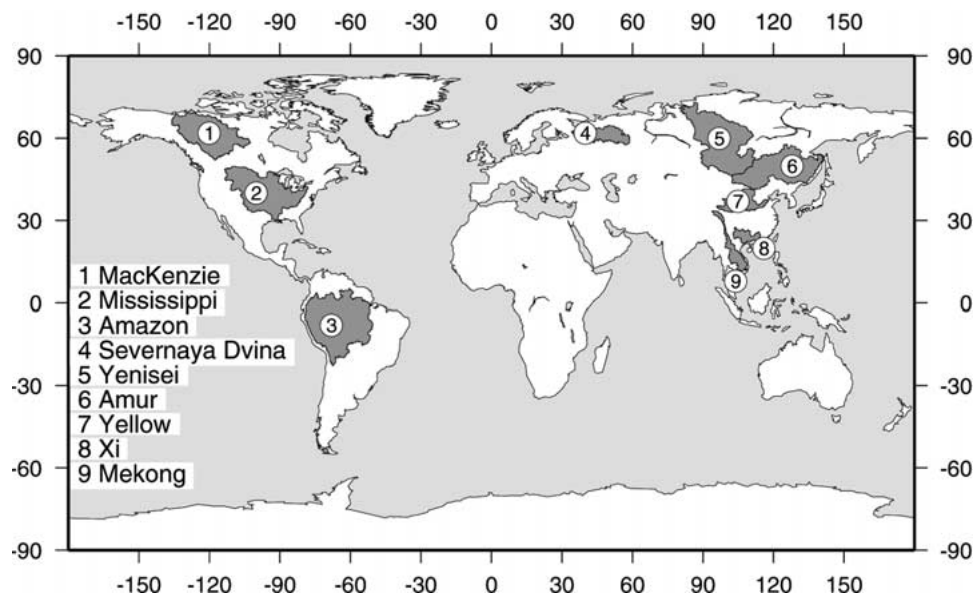 -150 -120 -90 -60 -30 0 30 60 90 120 150
90 90
60 60
30 30
0 0
-30 -30
-60 -60
-90 -90
1
2
3
4
5
6
7
8
9
1 MacKenzie
2 Mississippi
3 Amazon
4 Severnaya Dvina
5 Yenisei
6 Amur
7 Yellow
8 Xi
9 Mekong
-150 -120 -90 -60 -30 0 30 60 90 120 150